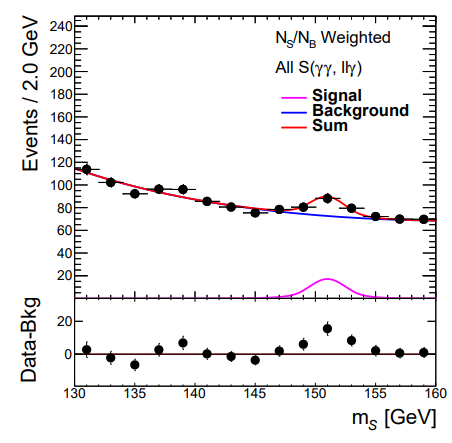 Events / 2.0 GeV
240
220
200
180
160
140
120
100
80
60
40
20
N_S/N_B Weighted
All S(γγ, llγ)
Signal
Background
Sum
Data-Bkg
20
0
130 135 140 145 150 155 160
m_S [GeV]